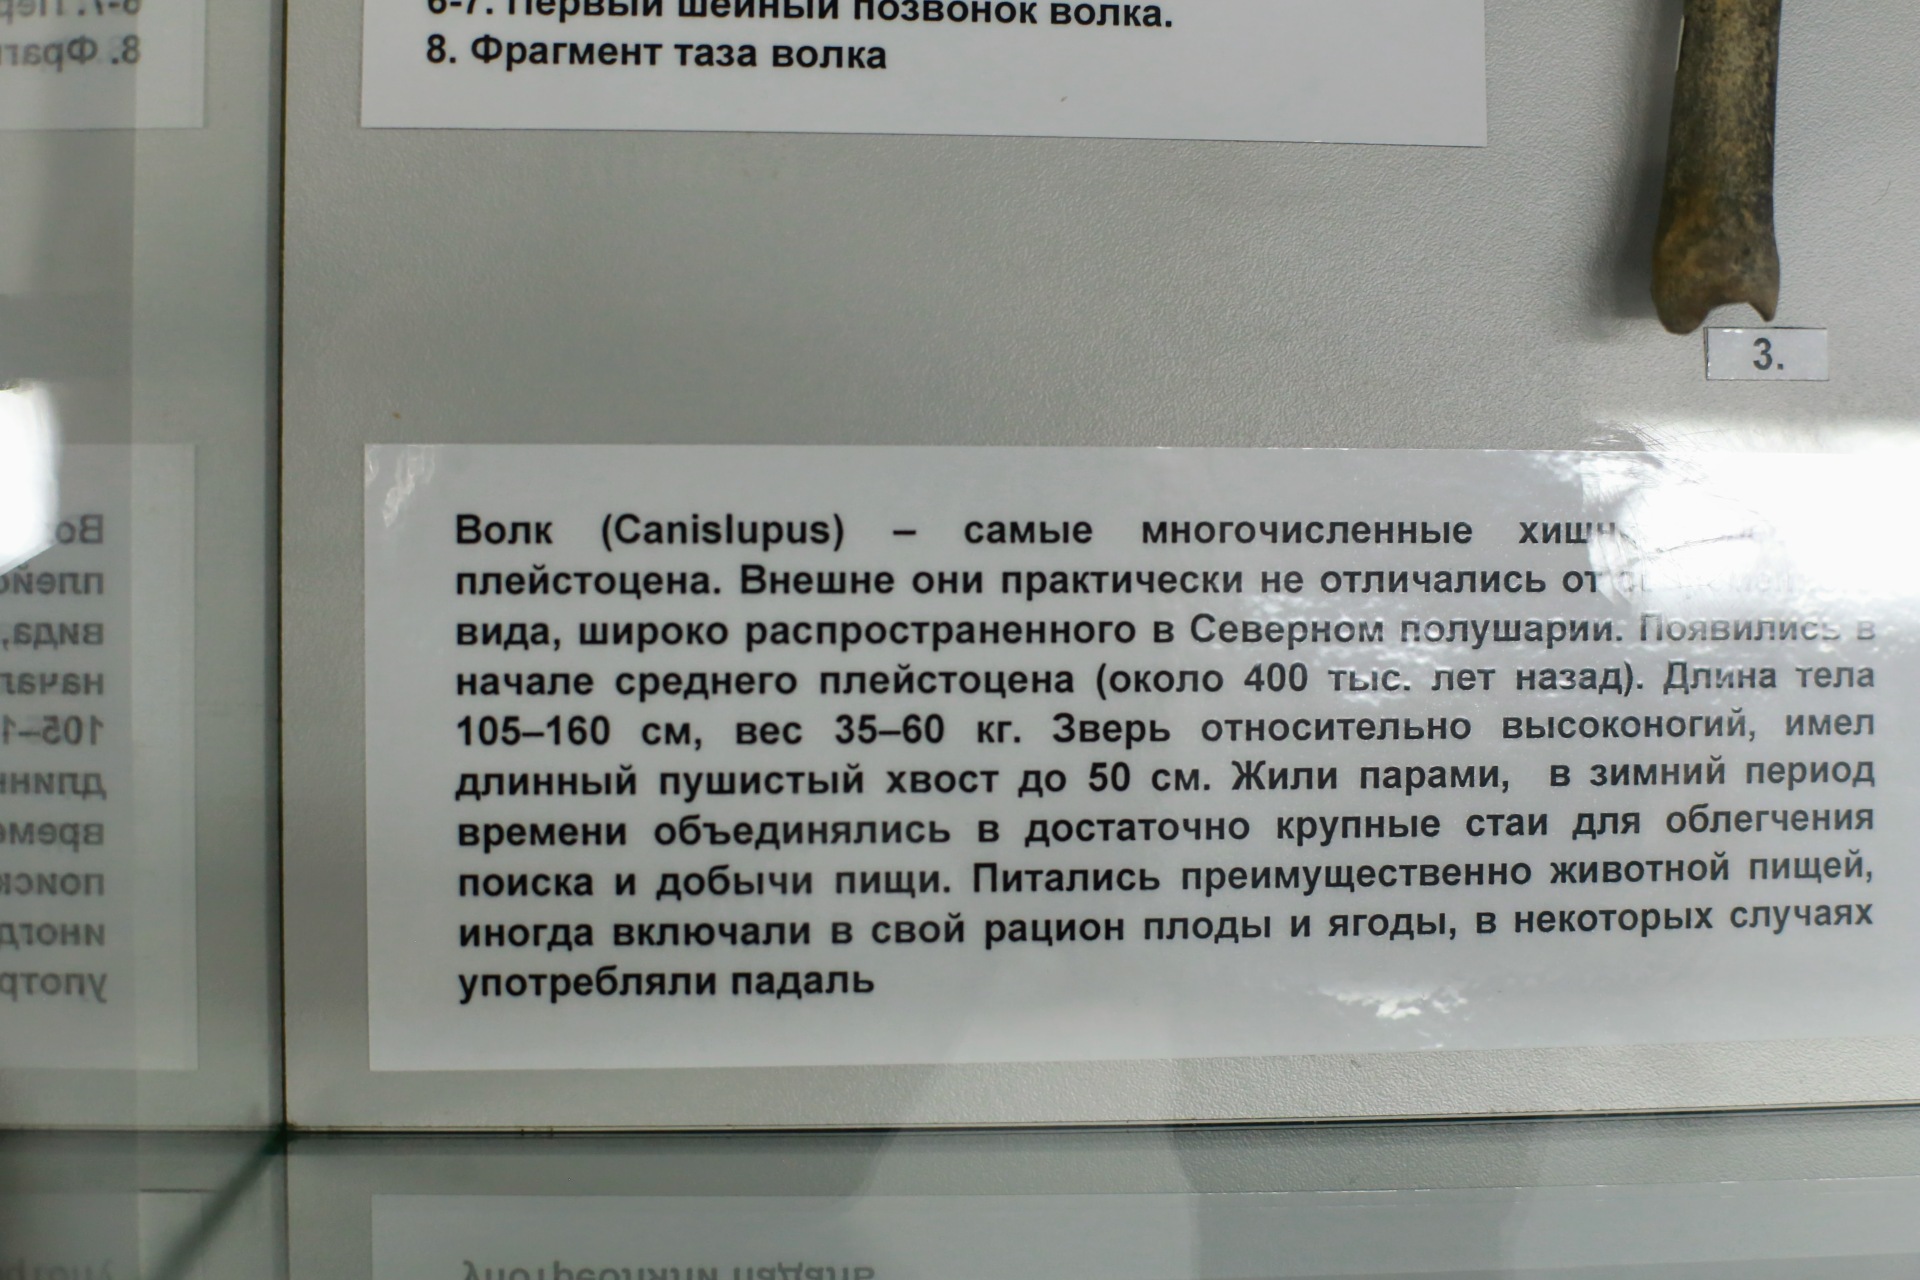 6-7. Первый шейный позвонок волка.
8. Фрагмент таза волка
3.
Волк (Canislupus) – самые многочисленные
плейстоцена. Внешне они практически не отличались от
вида, широко распространенного в Северном полушарии. Появились в
начале среднего плейстоцена (около 400 тыс. лет назад). Длина тела
105–160 см, вес 35–60 кг. Зверь относительно высоконогий, имел
длинный пушистый хвост до 50 см. Жили парами, в зимний период
времени объединялись в достаточно крупные стаи для облегчения
поиска и добычи пищи. Питались преимущественно животной пищей,
иногда включали в свой рацион плоды и ягоды, в некоторых случаях
употребляли падаль